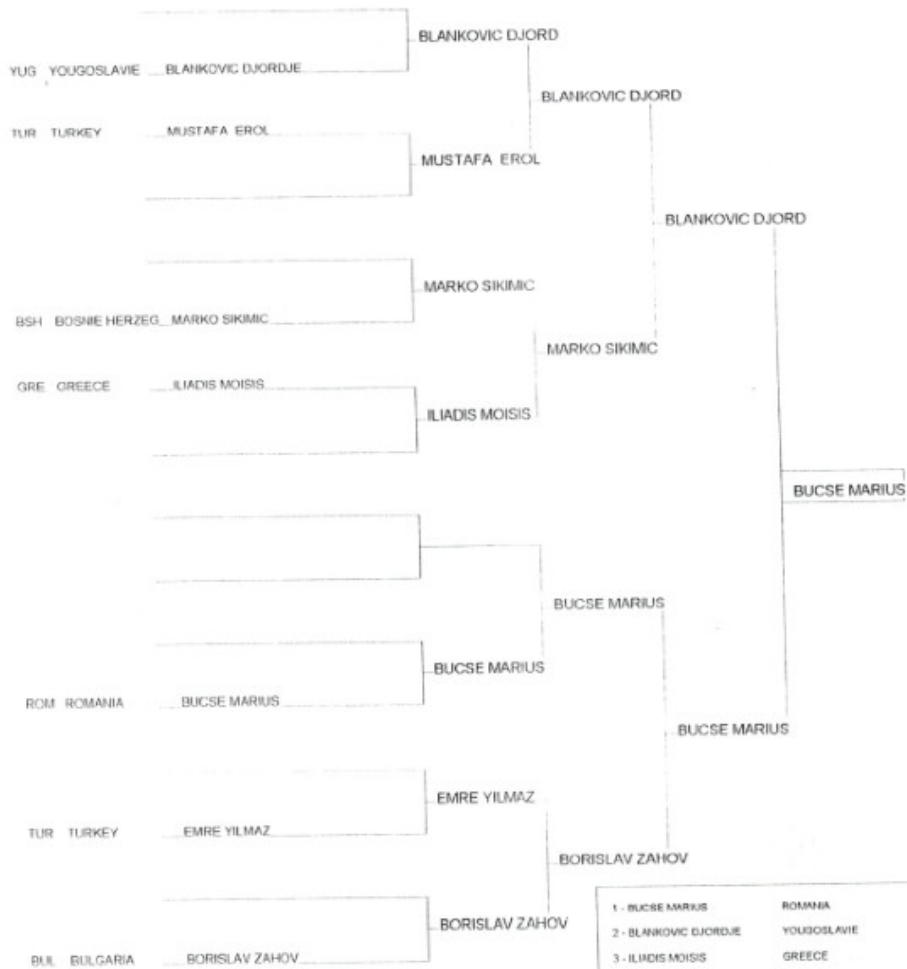 BLANKOVIC DJORD
YUG YOUGOSLAVIE BLANKOVIC DJORDJE
BLANKOVIC DJORD
TUR TURKEY MUSTAFA EROL
MUSTAFA EROL
BLANKOVIC DJORD
MARKO SIKIMIC
BSH BOSNIE HERZEG MARKO SIKIMIC
MARKO SIKIMIC
GRE GREECE ILIADIS MOISIS
ILIADIS MOISIS
BUCSE MARIUS
BUCSE MARIUS
BUCSE MARIUS
ROM ROMANIA BUCSE MARIUS
BUCSE MARIUS
EMRE YILMAZ
TUR TURKEY EMRE YILMAZ
BORISLAV ZAHOV
1 - BUCSE MARIUS ROMANIA
BORISLAV ZAHOV
2 - BLANKOVIC DJORDJE YOUGOSLAVIE
BUL BULGARIA BORISLAV ZAHOV
3 - ILIADIS MOISIS GREECE